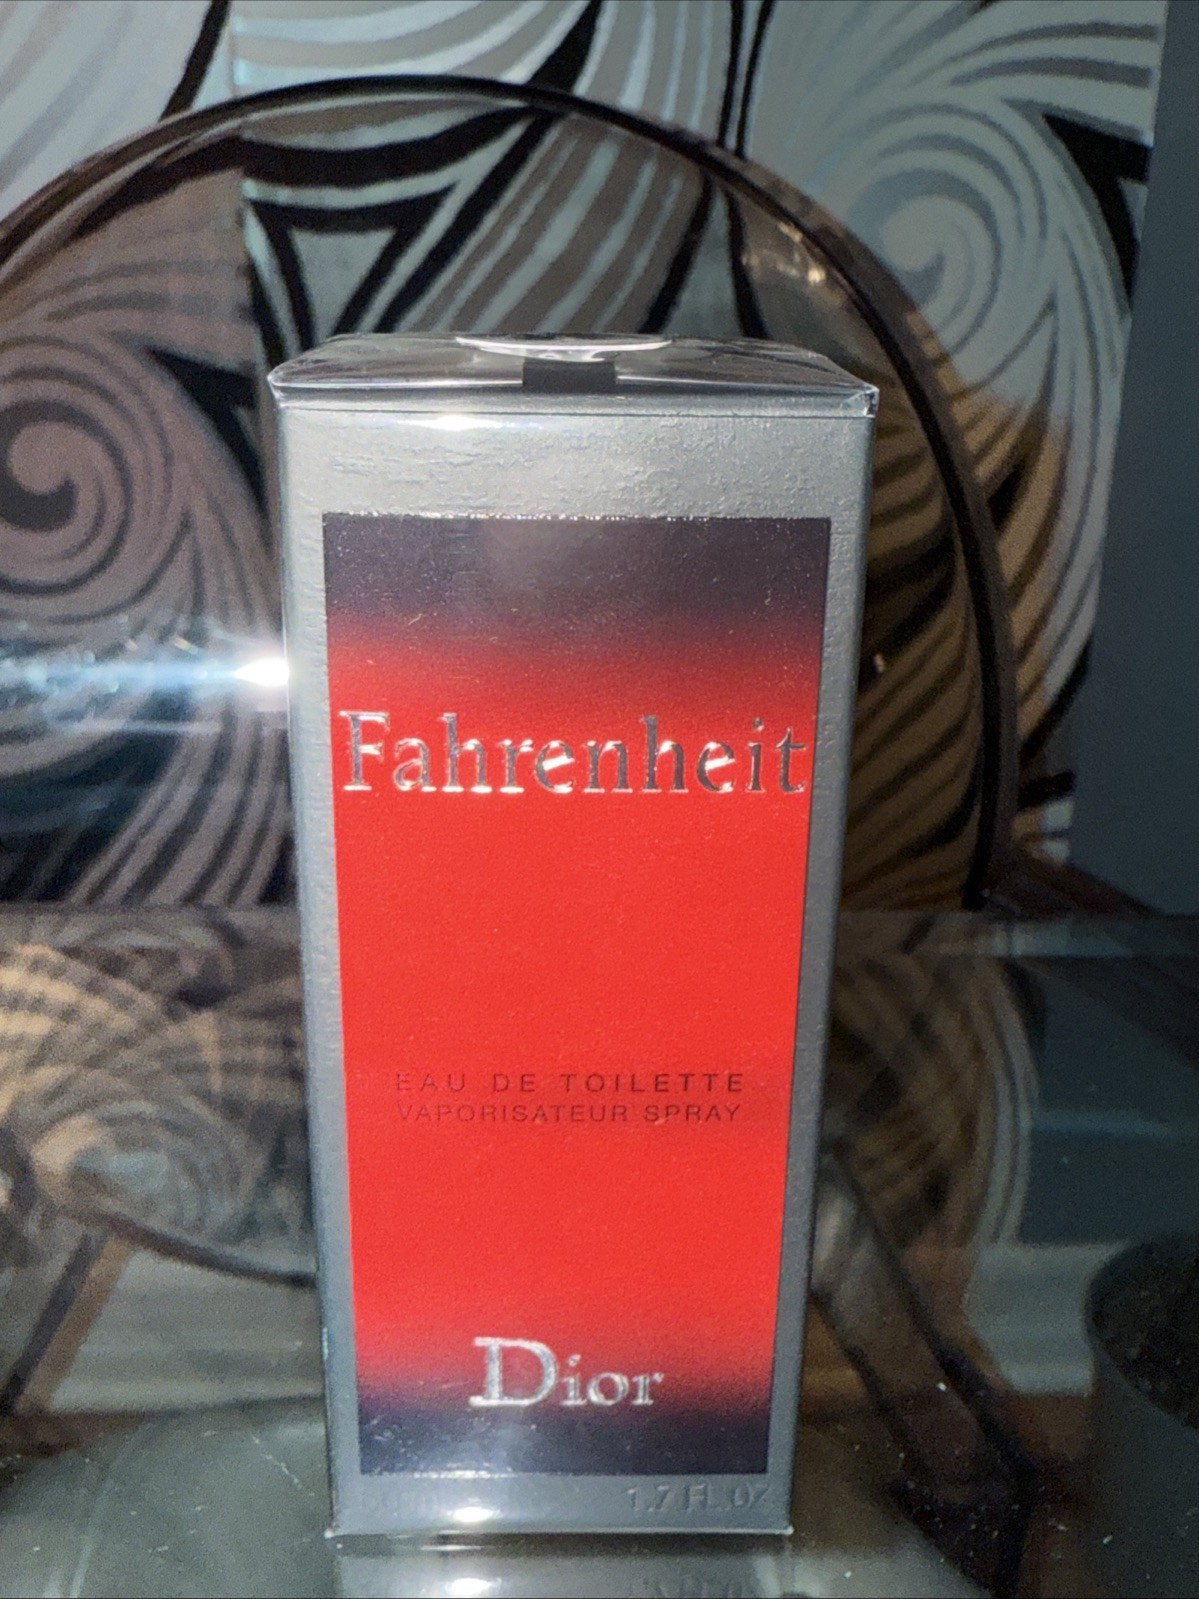 Fahrenheit
EAU DE TOILETTE
VAPORISATEUR SPRAY
Dior
1.7 FL.OZ